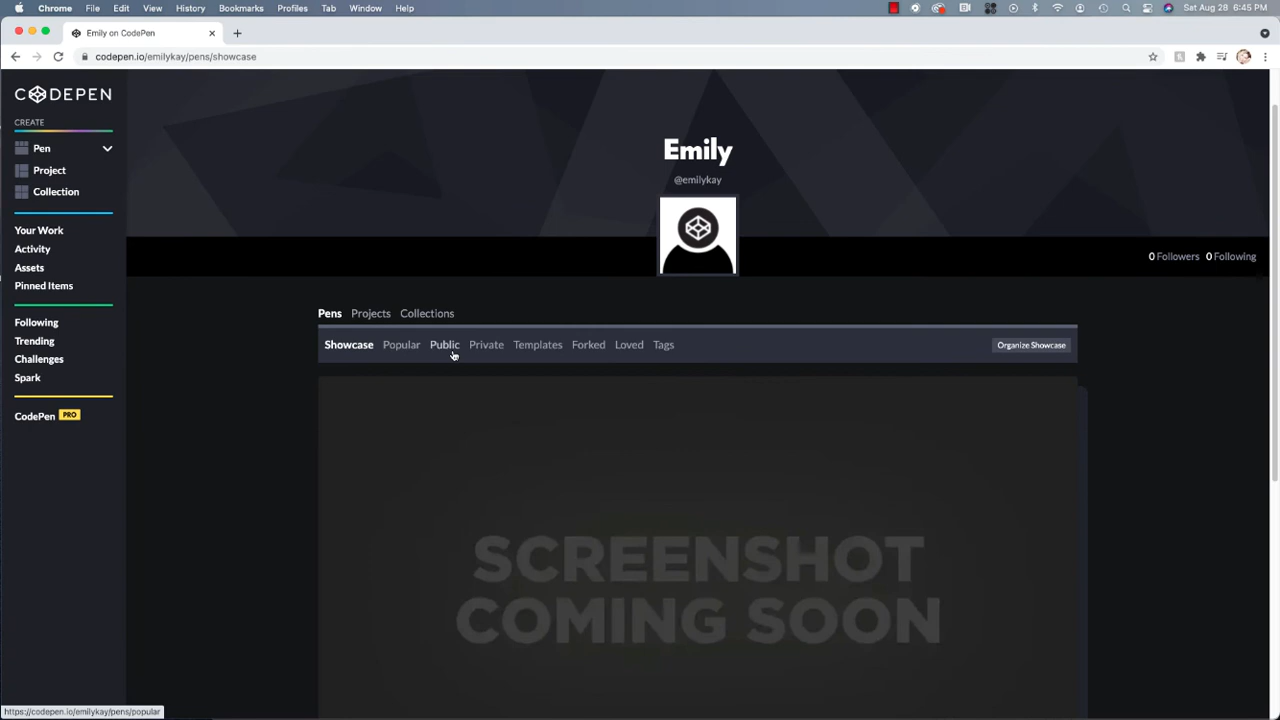 Chrome File Edit View History Bookmarks Profiles Tab Window Help Sat Aug 28 6:45 PM
Emily on CodePen
codepen.io/emilykay/pens/showcase
CODEPEN
CREATE
Pen
Project
Collection
Your Work
Activity
Assets
Pinned Items
Following
Trending
Challenges
Spark
CodePen PRO
Emily
@emilykay
0 Followers 0 Following
Pens Projects Collections
Showcase Popular Public Private Templates Forked Loved Tags Organize Showcase
SCREENSHOT
COMING SOON
https://codepen.io/emilykay/pens/popular